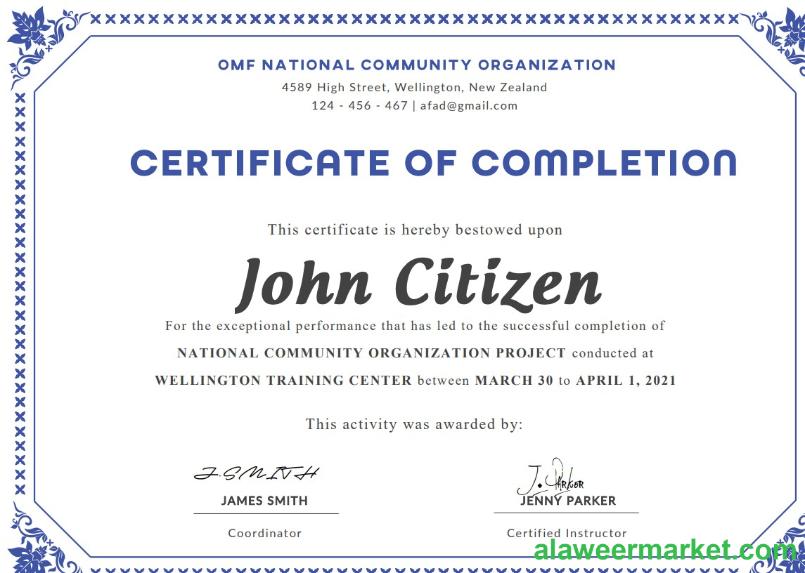 OMF NATIONAL COMMUNITY ORGANIZATION
4589 High Street, Wellington, New Zealand
124 - 456 - 467 | afad@gmail.com
CERTIFICATE OF COMPLETION
This certificate is hereby bestowed upon
John Citizen
For the exceptional performance that has led to the successful completion of
NATIONAL COMMUNITY ORGANIZATION PROJECT conducted at
WELLINGTON TRAINING CENTER between MARCH 30 to APRIL 1, 2021
This activity was awarded by:
J. SMITH
J. Parker
JAMES SMITH
JENNY PARKER
Coordinator
Certified Instructor
alaweermarket.com